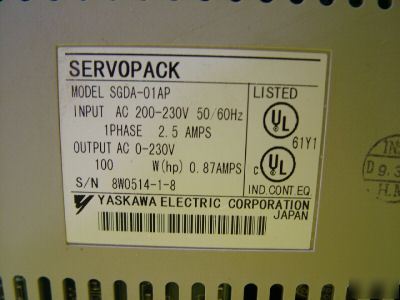 SERVOPACK
MODEL SGDA-01AP
INPUT AC 200-230V 50/60Hz
1PHASE 2.5 AMPS
OUTPUT AC 0-230V
100 W(hp) 0.87AMPS
S/N 8W0514-1-8
LISTED
UL
61Y1
c UL
IND.CONT.EQ.
YASKAWA ELECTRIC CORPORATION
JAPAN